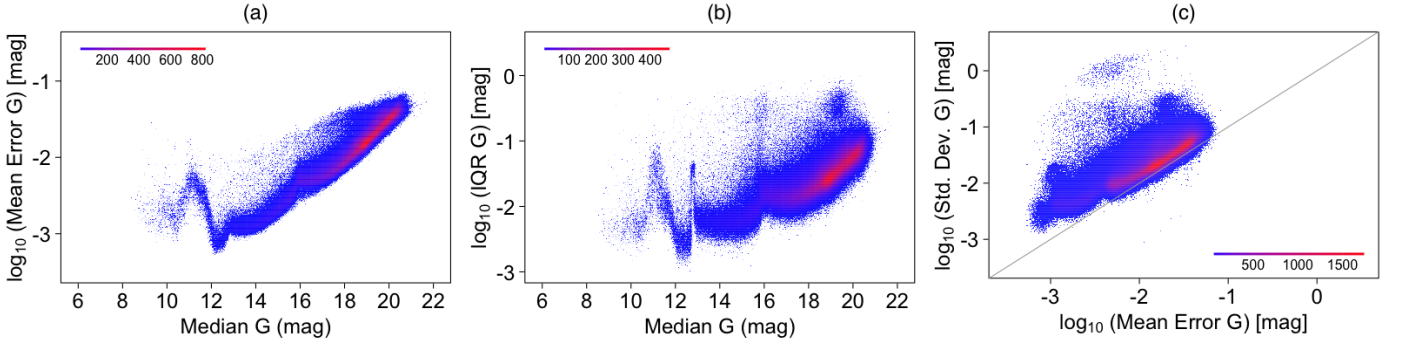 (a)
log₁₀ (Mean Error G) [mag]
-1
-2
-3
200 400 600 800
6 8 10 12 14 16 18 20 22
Median G (mag)
(b)
log₁₀ (IQR G) [mag]
0
-1
-2
-3
100 200 300 400
6 8 10 12 14 16 18 20 22
Median G (mag)
(c)
log₁₀ (Std. Dev. G) [mag]
0
-1
-2
-3
500 1000 1500
-3 -2 -1 0
log₁₀ (Mean Error G) [mag]